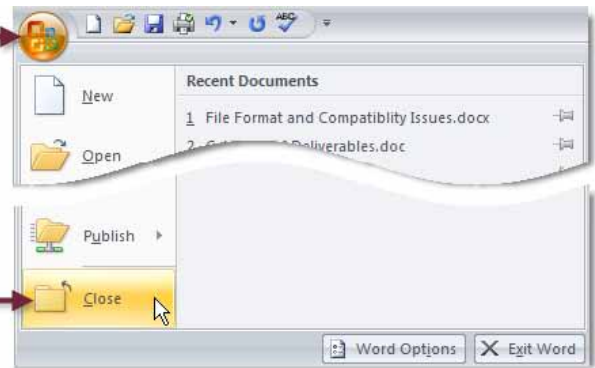 ABC
Recent Documents
New
1 File Format and Compatiblity Issues.docx
Deliverables.doc
Open
Publish
Close
Word Options
Exit Word